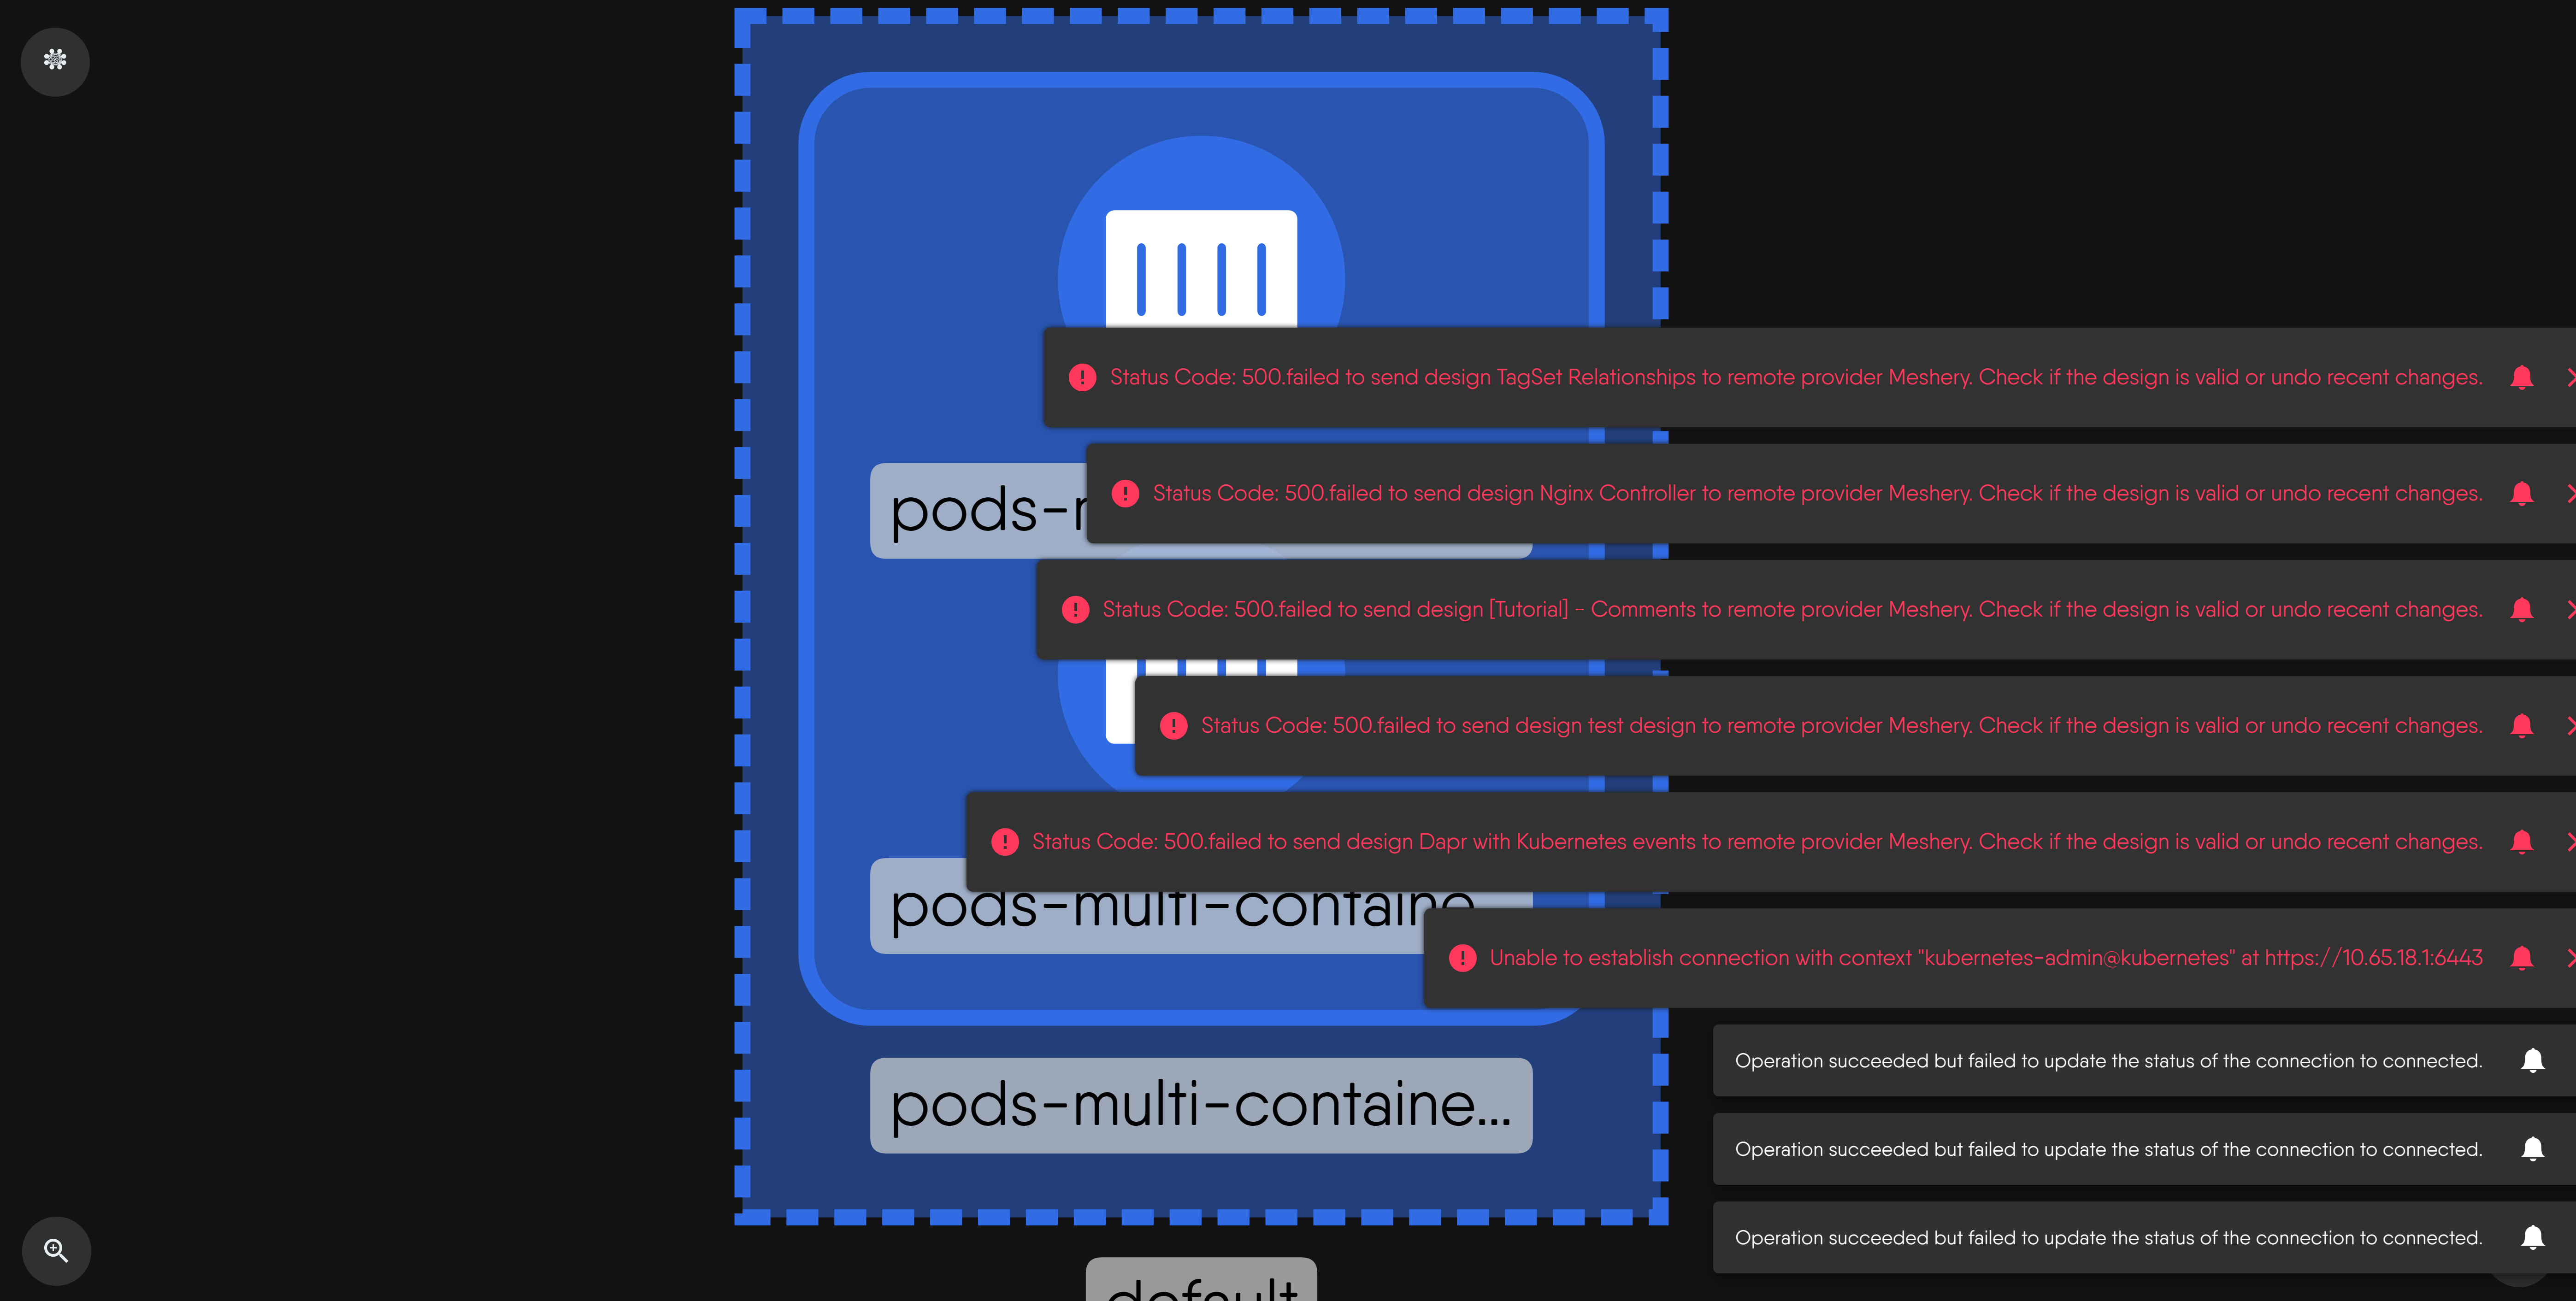 Status Code: 500.failed to send design TagSet Relationships to remote provider Meshery. Check if the design is valid or undo recent changes.
Status Code: 500.failed to send design Nginx Controller to remote provider Meshery. Check if the design is valid or undo recent changes.
pods-
Status Code: 500.failed to send design [Tutorial] - Comments to remote provider Meshery. Check if the design is valid or undo recent changes.
Status Code: 500.failed to send design test design to remote provider Meshery. Check if the design is valid or undo recent changes.
Status Code: 500.failed to send design Dapr with Kubernetes events to remote provider Meshery. Check if the design is valid or undo recent changes.
pods-multi-containe
Unable to establish connection with context "kubernetes-admin@kubernetes" at https://10.65.18.1:6443
Operation succeeded but failed to update the status of the connection to connected.
pods-multi-containe...
Operation succeeded but failed to update the status of the connection to connected.
Operation succeeded but failed to update the status of the connection to connected.
default